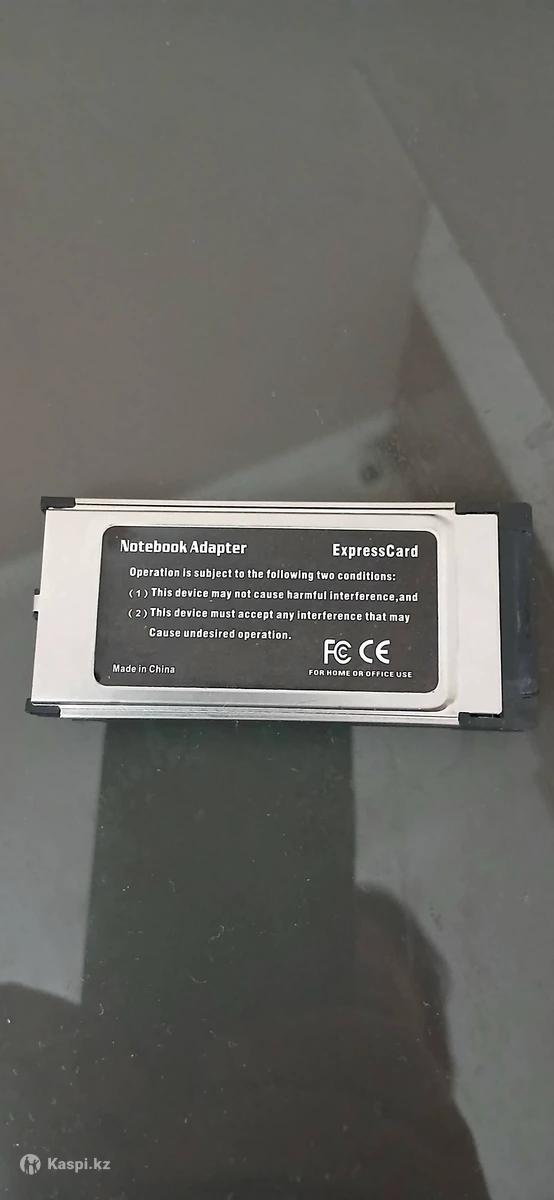 Notebook Adapter ExpressCard
Operation is subject to the following two conditions:
(1) This device may not cause harmful interference,and
(2) This device must accept any interference that may
Cause undesired operation.
FC CE
Made in China FOR HOME OR OFFICE USE
Kaspi.kz